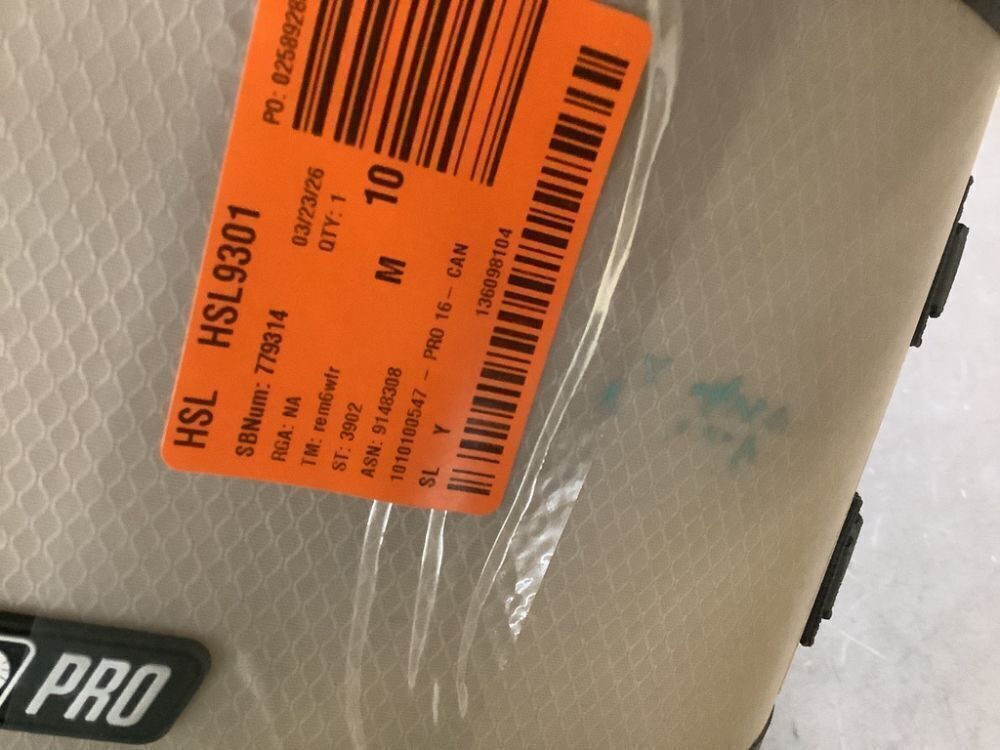 HSL HSL9301
SBNum: 779314
RGA: NA 03/23/26
TM: rem6wfr QTY: 1
ST: 3902
ASN: 9148308 M 10
1010100547 - PRO 16 - CAN
SL Y
136098104
PO: 0258928
PRO